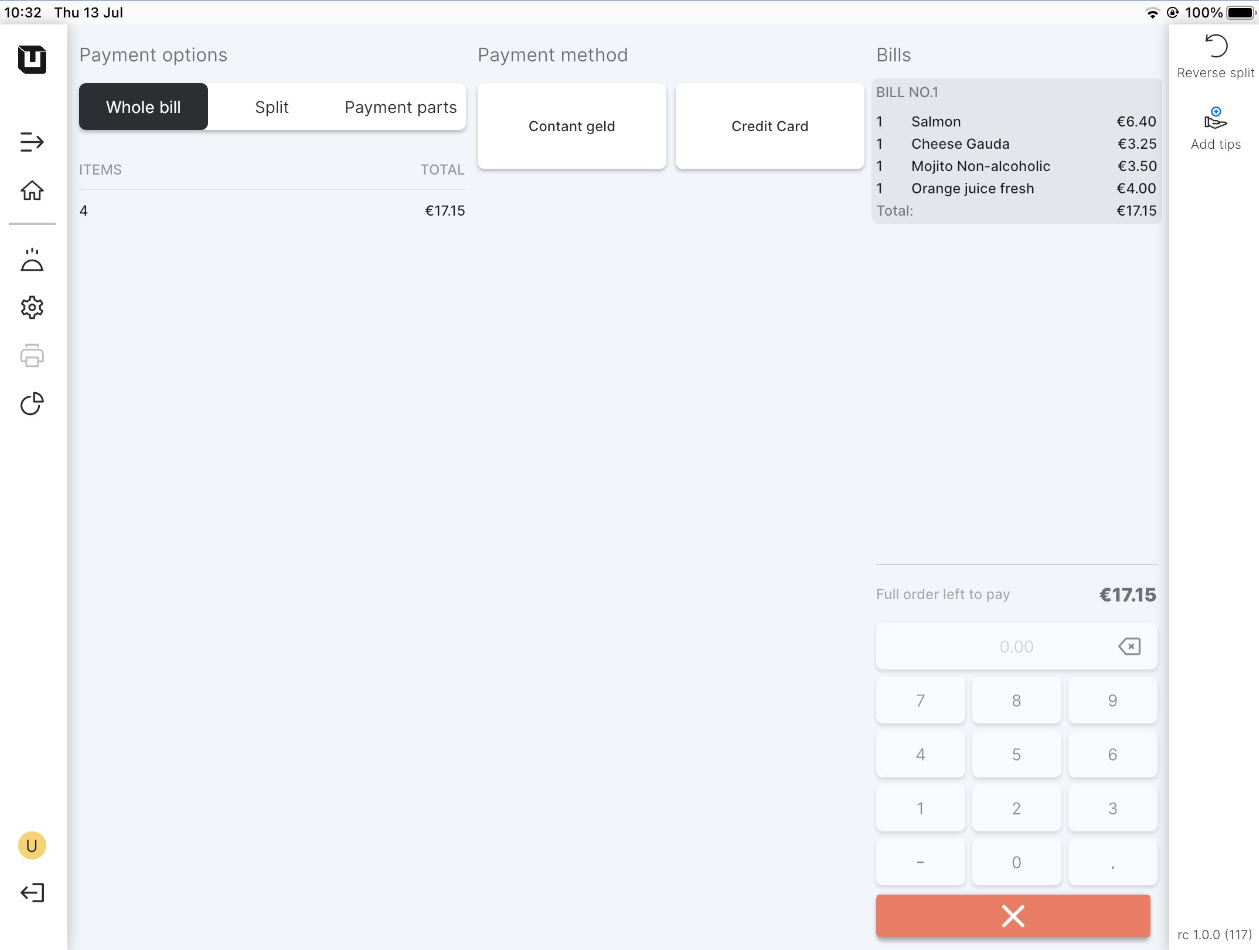 10:32 Thu 13 Jul 100%
Payment options
Whole bill Split Payment parts
ITEMS TOTAL
4 €17.15
Payment method
Contant geld Credit Card
Bills
BILL NO.1
1 Salmon €6.40
1 Cheese Gauda €3.25
1 Mojito Non-alcoholic €3.50
1 Orange juice fresh €4.00
Total: €17.15
Full order left to pay €17.15
0.00
7 8 9
4 5 6
1 2 3
- 0 .
Reverse split
Add tips
U
rc 1.0.0 (117)